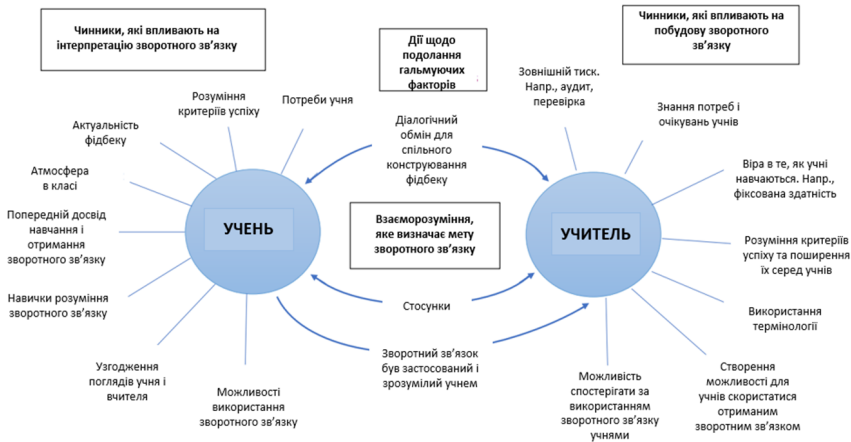 Чинники, які впливають на
інтерпретацію зворотного зв’язку
Дії щодо
подолання
гальмуючих
факторів
Чинники, які впливають на
побудову зворотного
зв’язку
Розуміння
критеріїв успіху
Потреби учня
Актуальність
фідбеку
Атмосфера
в класі
Попередній досвід
навчання і
отримання
зворотного зв’язку
Навички розуміння
зворотного зв’язку
Узгодження
поглядів учня і
вчителя
Можливості
використання
зворотного зв’язку
УЧЕНЬ
Діалогічний
обмін для
спільного
конструювання
фідбеку
Взаєморозуміння,
яке визначає мету
зворотного зв’язку
Стосунки
Зворотний зв’язок
був застосований і
зрозумілий учнем
УЧИТЕЛЬ
Зовнішній тиск.
Напр., аудит,
перевірка
Знання потреб і
очікувань учнів
Віра в те, як учні
навчаються. Напр.,
фіксована здатність
Розуміння критеріїв
успіху та поширення
їх серед учнів
Використання
термінології
Створення
можливості для
учнів скористатися
отриманим
зворотним зв’язком
Можливість
спостерігати за
використанням
зворотного зв’язку
учнями